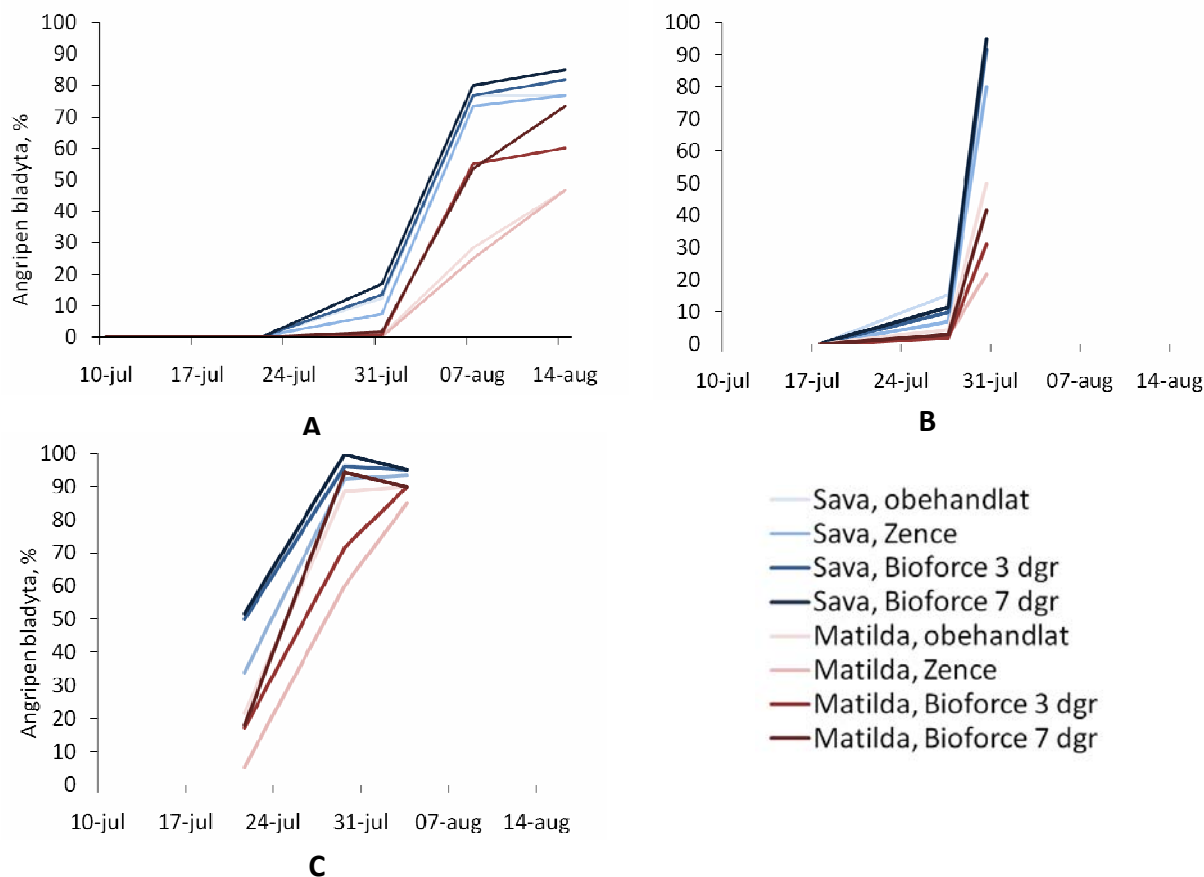 Angripen bladyta, %
100
90
80
70
60
50
40
30
20
10
0
10-jul 17-jul 24-jul 31-jul 07-aug 14-aug
A
100
90
80
70
60
50
40
30
20
10
0
10-jul 17-jul 24-jul 31-jul 07-aug 14-aug
B
Angripen bladyta, %
100
90
80
70
60
50
40
30
20
10
0
10-jul 17-jul 24-jul 31-jul 07-aug 14-aug
C
Sava, obehandlat
Sava, Zence
Sava, Bioforce 3 dgr
Sava, Bioforce 7 dgr
Matilda, obehandlat
Matilda, Zence
Matilda, Bioforce 3 dgr
Matilda, Bioforce 7 dgr